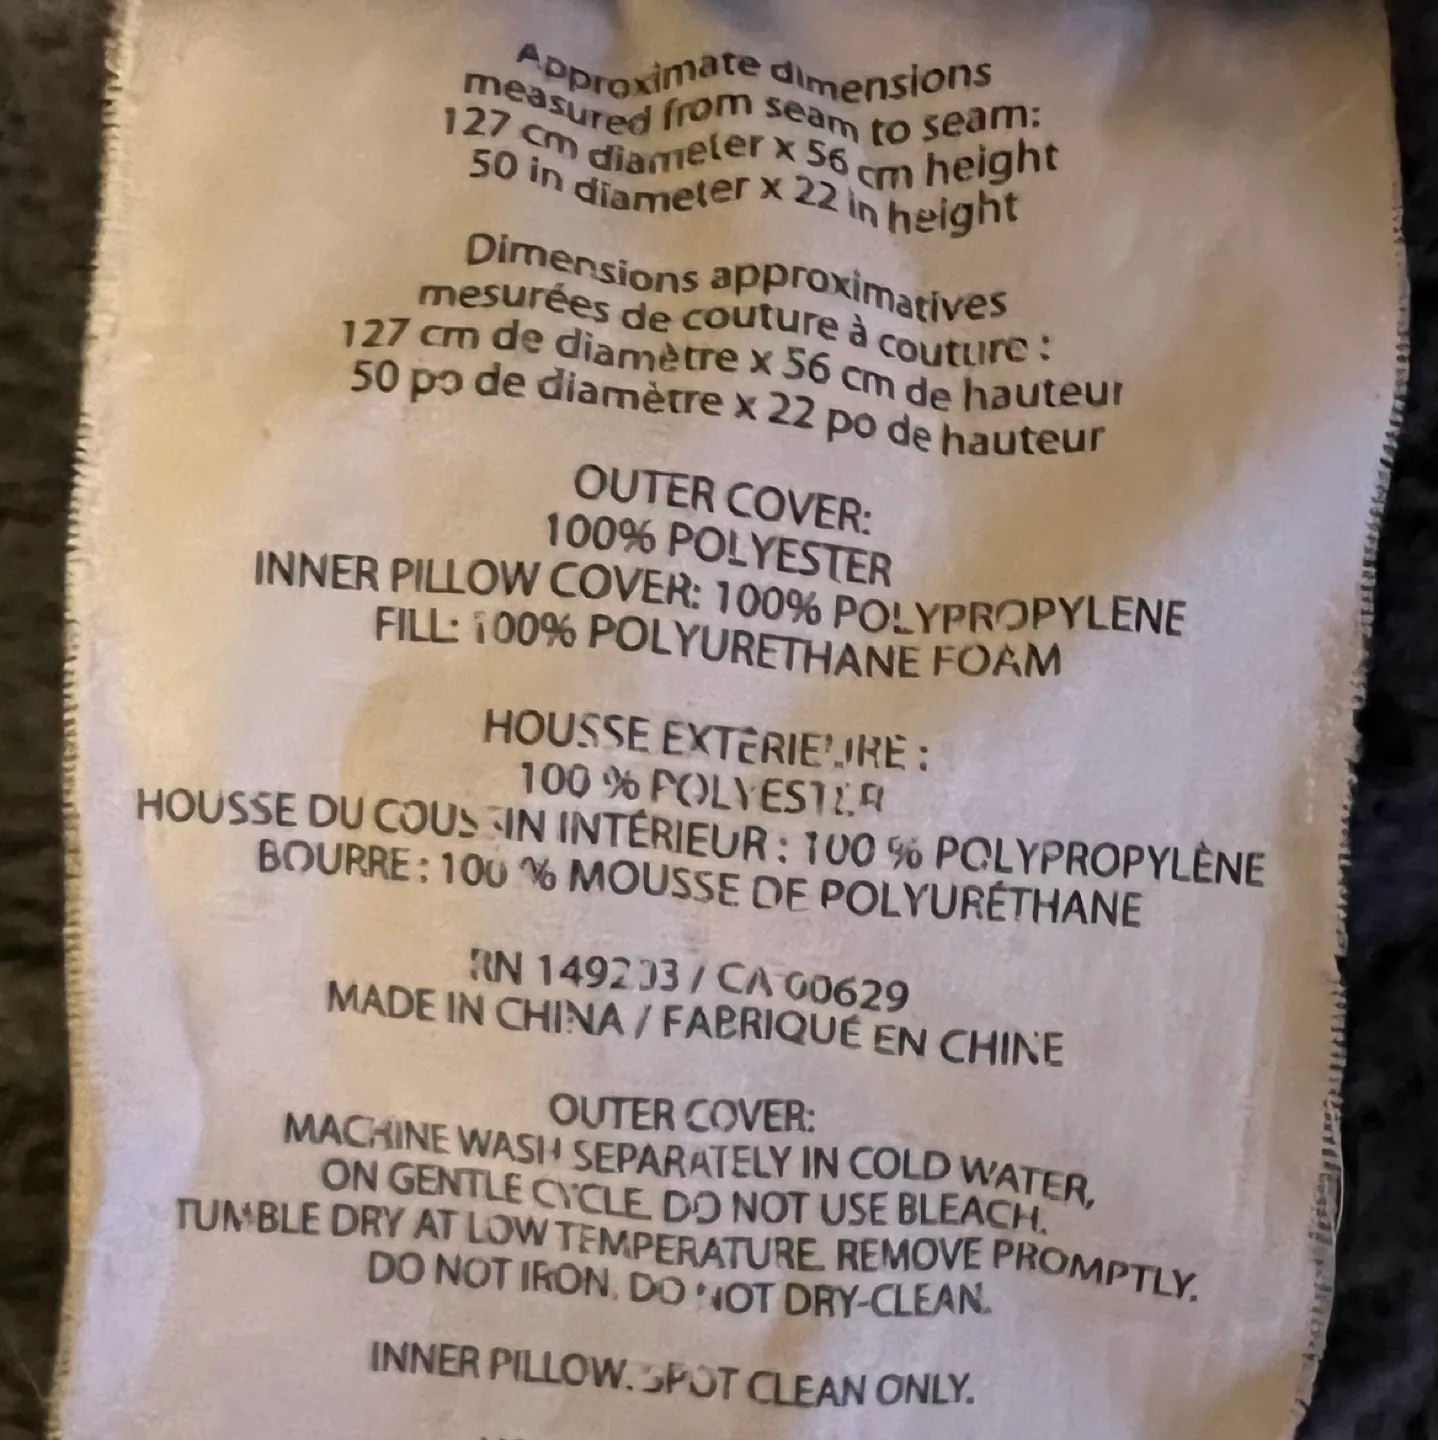 Approximate dimensions
measured from seam to seam:
127 cm diameter x 56 cm height
50 in diameter x 22 in height
Dimensions approximatives
mesurées de couture à couture :
127 cm de diamètre x 56 cm de hauteur
50 po de diamètre x 22 po de hauteur
OUTER COVER:
100% POLYESTER
INNER PILLOW COVER: 100% POLYPROPYLENE
FILL: 100% POLYURETHANE FOAM
HOUSSE EXTÉRIEURE :
100 % POLYESTER
HOUSSE DU COUSSIN INTÉRIEUR : 100 % POLYPROPYLÈNE
BOURRE : 100 % MOUSSE DE POLYURÉTHANE
RN / CA 00629
MADE IN CHINA / FABRIQUÉ EN CHINE
OUTER COVER:
MACHINE WASH SEPARATELY IN COLD WATER,
ON GENTLE CYCLE. DO NOT USE BLEACH.
TUMBLE DRY AT LOW TEMPERATURE. REMOVE PROMPTLY.
DO NOT IRON. DO NOT DRY-CLEAN.
INNER PILLOW. SPOT CLEAN ONLY.